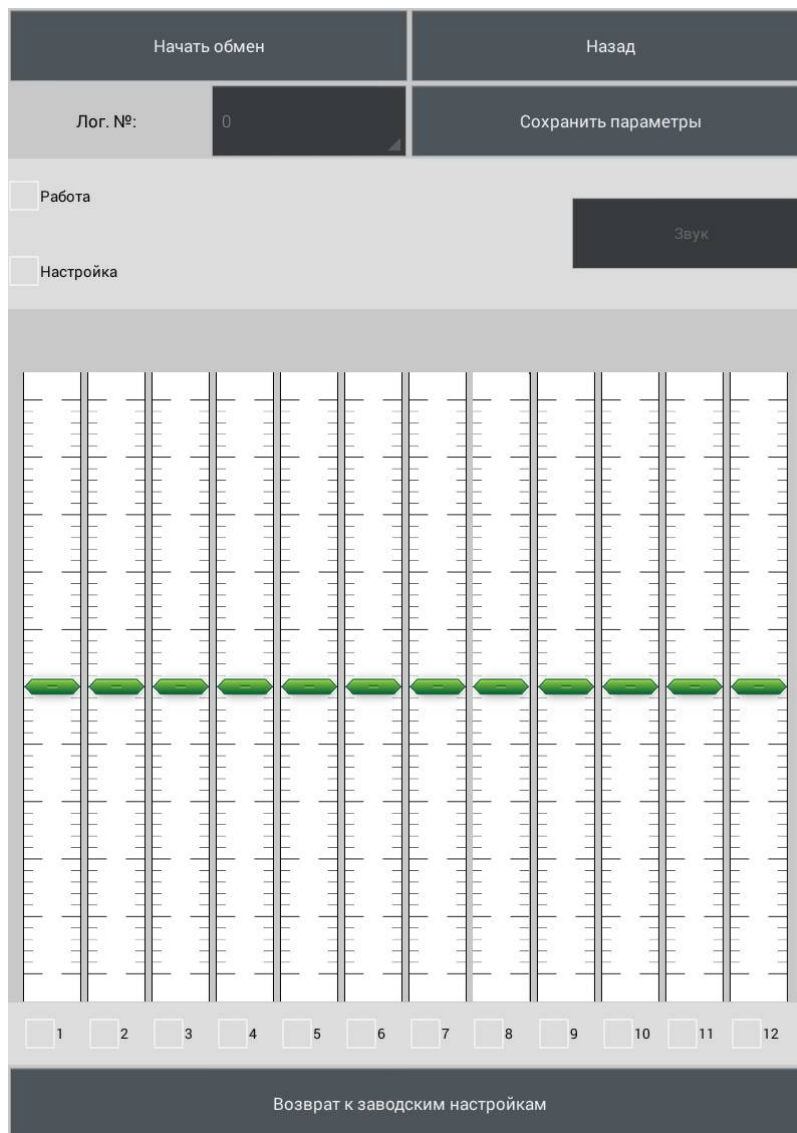 Начать обмен
Назад
Лог. №:
0
Сохранить параметры
Работа
Звук
Настройка
1 2 3 4 5 6 7 8 9 10 11 12
Возврат к заводским настройкам